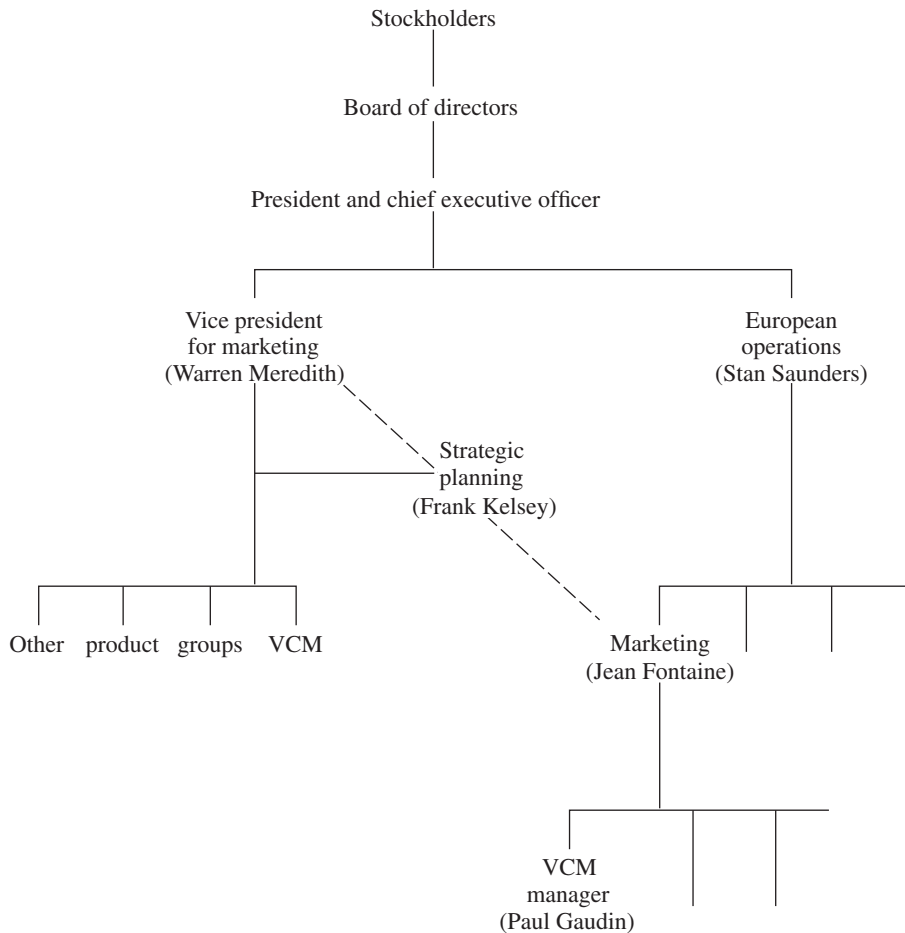 Stockholders
Board of directors
President and chief executive officer
Vice president
for marketing
(Warren Meredith)
European
operations
(Stan Saunders)
Strategic
planning
(Frank Kelsey)
Other product groups VCM
Marketing
(Jean Fontaine)
VCM
manager
(Paul Gaudin)